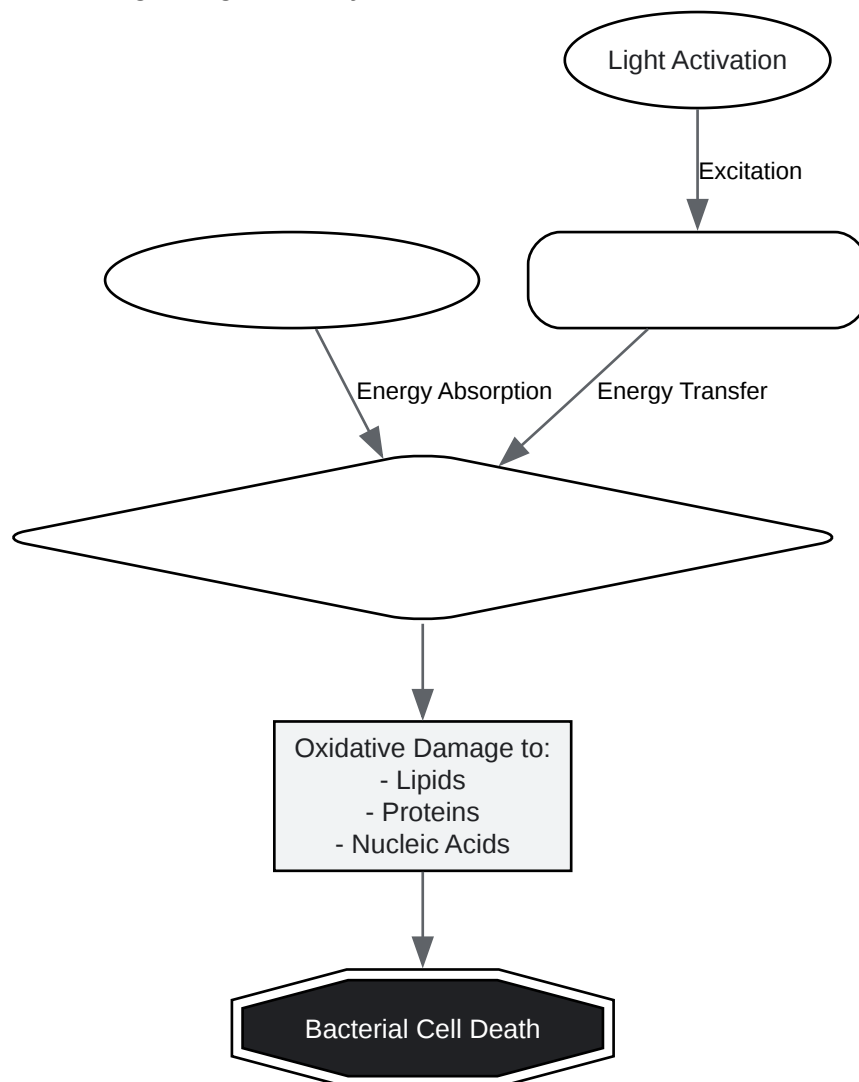 Light Activation
Excitation
Energy Absorption
Energy Transfer
Oxidative Damage to:
- Lipids
- Proteins
- Nucleic Acids
Bacterial Cell Death